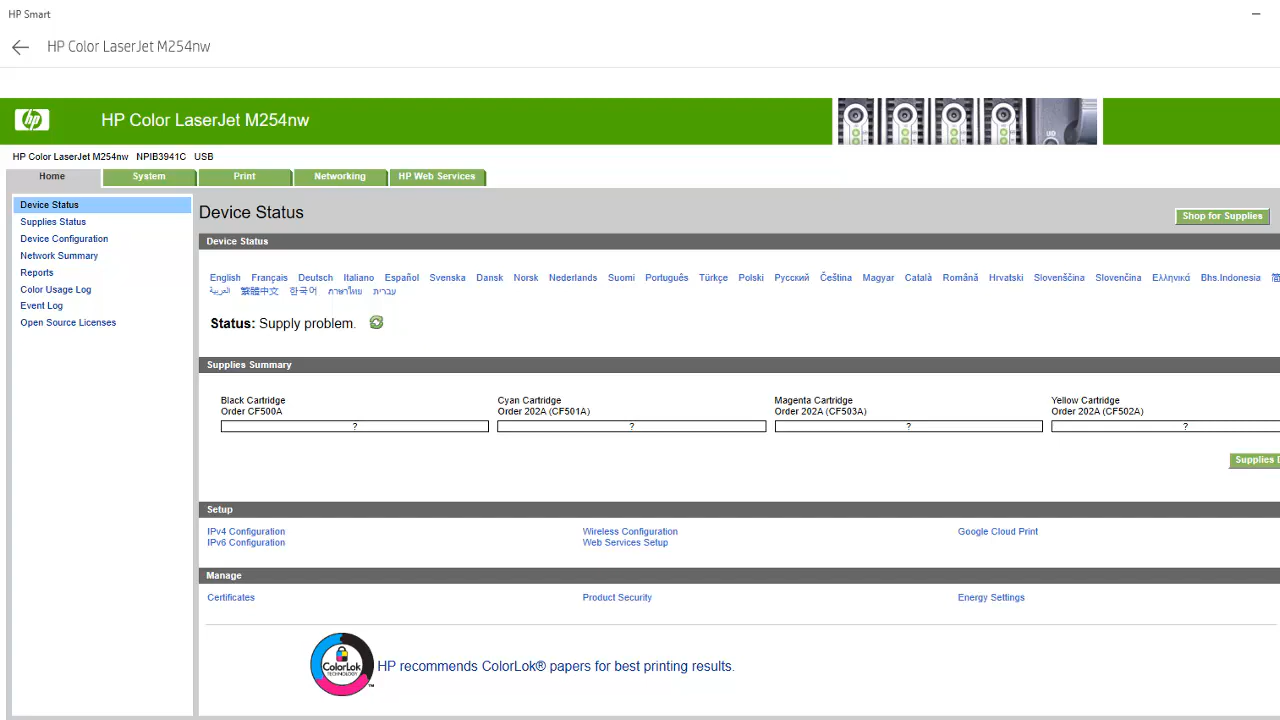 HP Smart
HP Color LaserJet M254nw
hp HP Color LaserJet M254nw
UID
HP Color LaserJet M254nw NPIB3941C USB
Home System Print Networking HP Web Services
Device Status
Supplies Status
Device Configuration
Network Summary
Reports
Color Usage Log
Event Log
Open Source Licenses
Device Status
Shop for Supplies
Device Status
English Français Deutsch Italiano Español Svenska Dansk Norsk Nederlands Suomi Português Türkçe Polski Русский Čeština Magyar Català Română Hrvatski Slovenščina Slovenčina Ελληνικά Bhs.Indonesia 简
العربية 繁體中文 한국어 ภาษาไทย עברית
Status: Supply problem.
Supplies Summary
Black Cartridge Cyan Cartridge Magenta Cartridge Yellow Cartridge
Order CF500A Order 202A (CF501A) Order 202A (CF503A) Order 202A (CF502A)
? ? ? ?
Supplies D
Setup
IPv4 Configuration Wireless Configuration Google Cloud Print
IPv6 Configuration Web Services Setup
Manage
Certificates Product Security Energy Settings
ColorLok
TECHNOLOGY ™
HP recommends ColorLok® papers for best printing results.